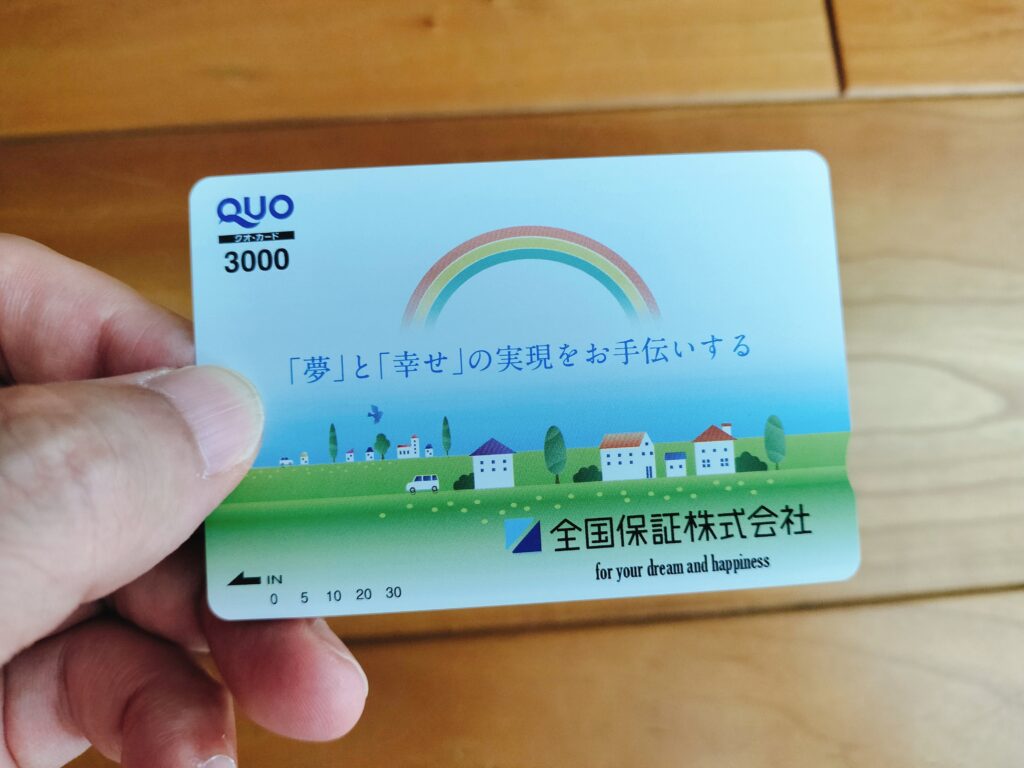 QUO
クオ・カード
3000
「夢」と「幸せ」の実現をお手伝いする
全国保証株式会社
for your dream and happiness
IN
0 5 10 20 30